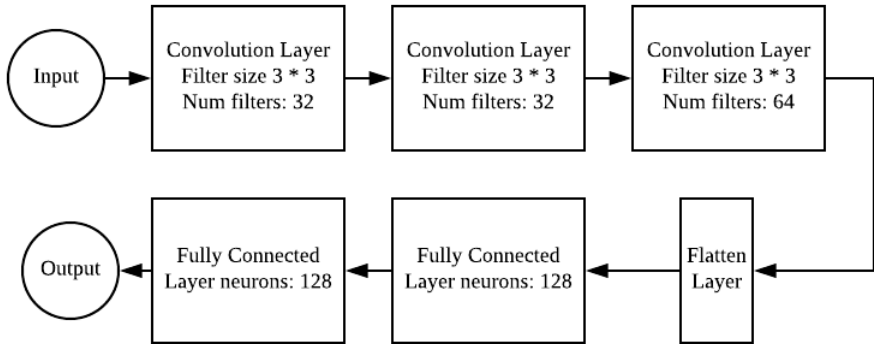 Input
Convolution Layer
Filter size 3 * 3
Num filters: 32
Convolution Layer
Filter size 3 * 3
Num filters: 32
Convolution Layer
Filter size 3 * 3
Num filters: 64
Flatten
Layer
Fully Connected
Layer neurons: 128
Fully Connected
Layer neurons: 128
Output